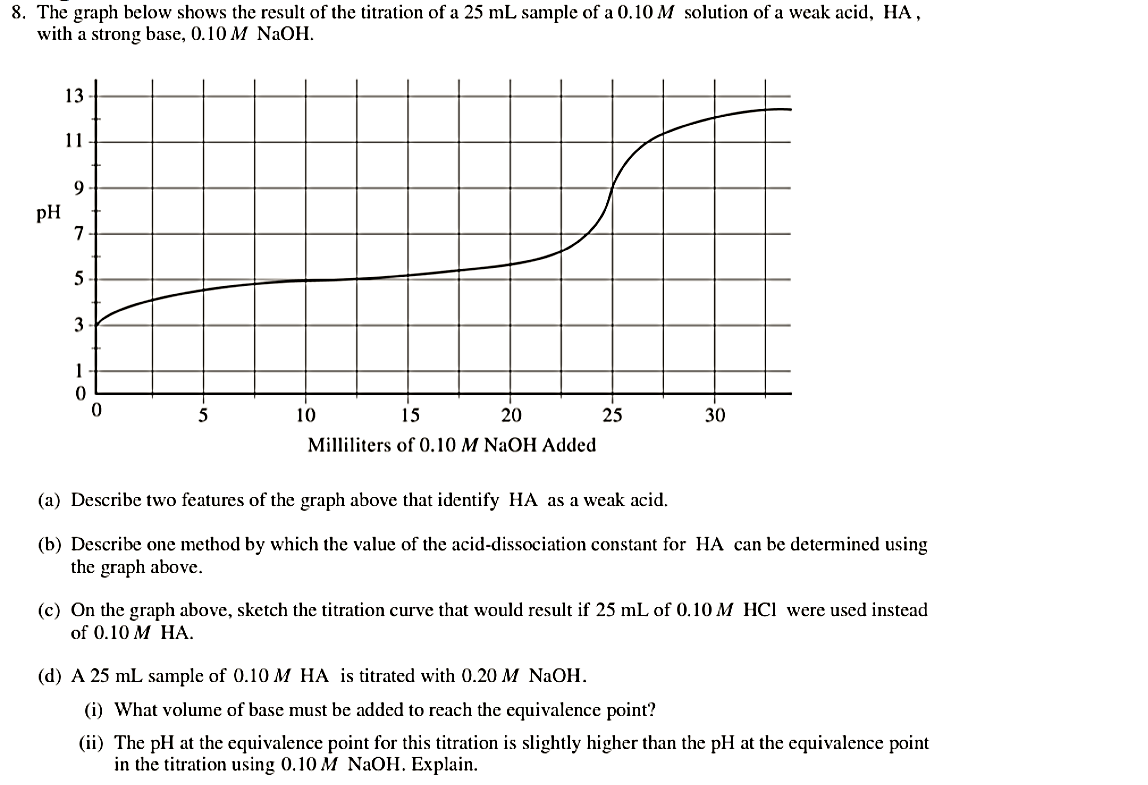 8. The graph below shows the result of the titration of a 25 mL sample of a 0.10 M solution of a weak acid, HA,
with a strong base, 0.10 M NaOH.
13
11
9
pH
7
5
3
1
0
0 5 10 15 20 25 30
Milliliters of 0.10 M NaOH Added
(a) Describe two features of the graph above that identify HA as a weak acid.
(b) Describe one method by which the value of the acid-dissociation constant for HA can be determined using
the graph above.
(c) On the graph above, sketch the titration curve that would result if 25 mL of 0.10 M HCl were used instead
of 0.10 M HA.
(d) A 25 mL sample of 0.10 M HA is titrated with 0.20 M NaOH.
(i) What volume of base must be added to reach the equivalence point?
(ii) The pH at the equivalence point for this titration is slightly higher than the pH at the equivalence point
in the titration using 0.10 M NaOH. Explain.